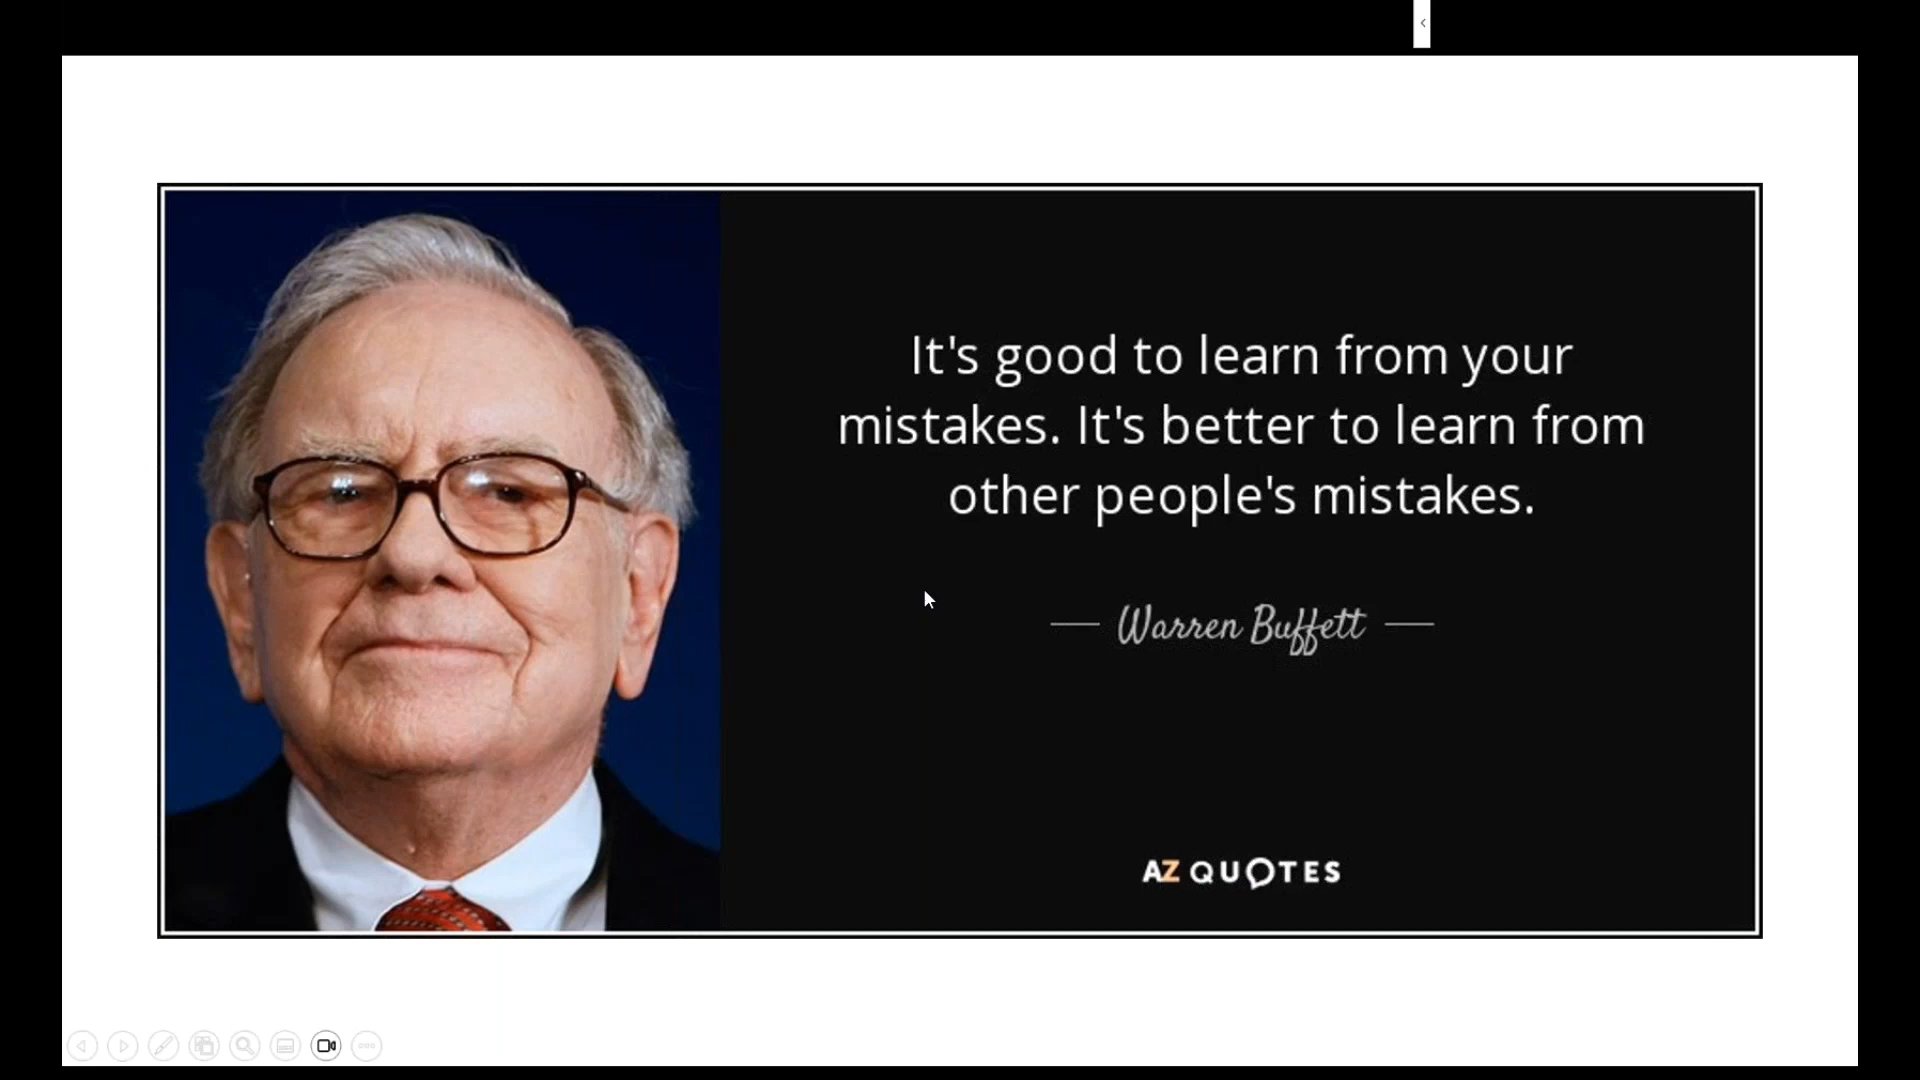 It's good to learn from your
mistakes. It's better to learn from
other people's mistakes.
Warren Buffett
AZ QUOTES